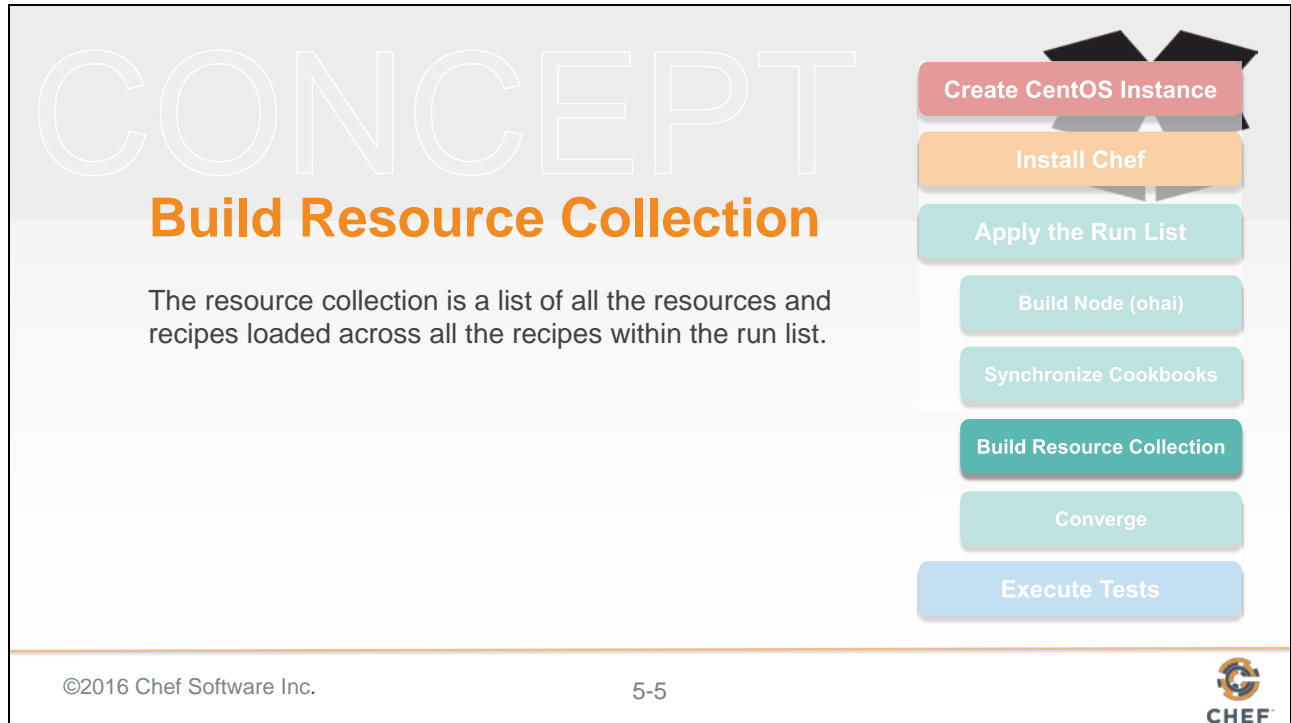 CONCEPT
Build Resource Collection
The resource collection is a list of all the resources and
recipes loaded across all the recipes within the run list.
Create CentOS Instance
Install Chef
Apply the Run List
Build Node (ohai)
Synchronize Cookbooks
Build Resource Collection
Converge
Execute Tests
©2016 Chef Software Inc.
5-5
CHEF